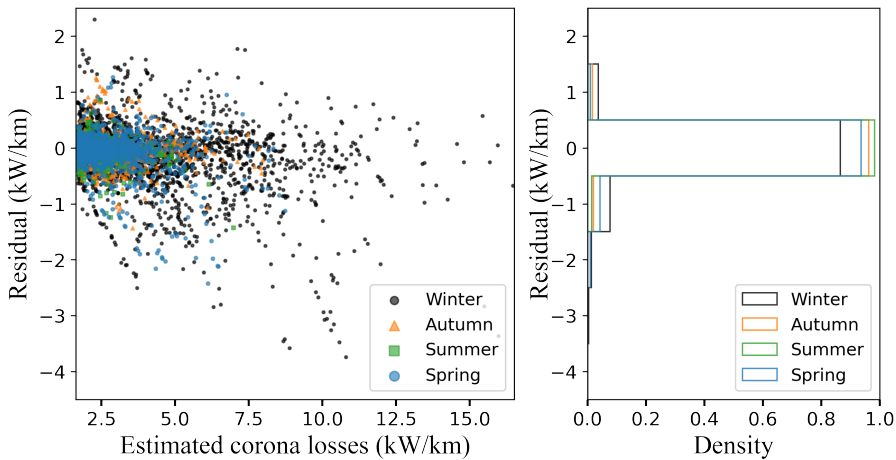 2
1
0
−1
−2
−3
−4
Residual (kW/km)
2.5
5.0
7.5
10.0
12.5
15.0
Estimated corona losses (kW/km)
Winter
Autumn
Summer
Spring
2
1
0
−1
−2
−3
−4
Residual (kW/km)
0.0
0.2
0.4
0.6
0.8
1.0
Density
Winter
Autumn
Summer
Spring